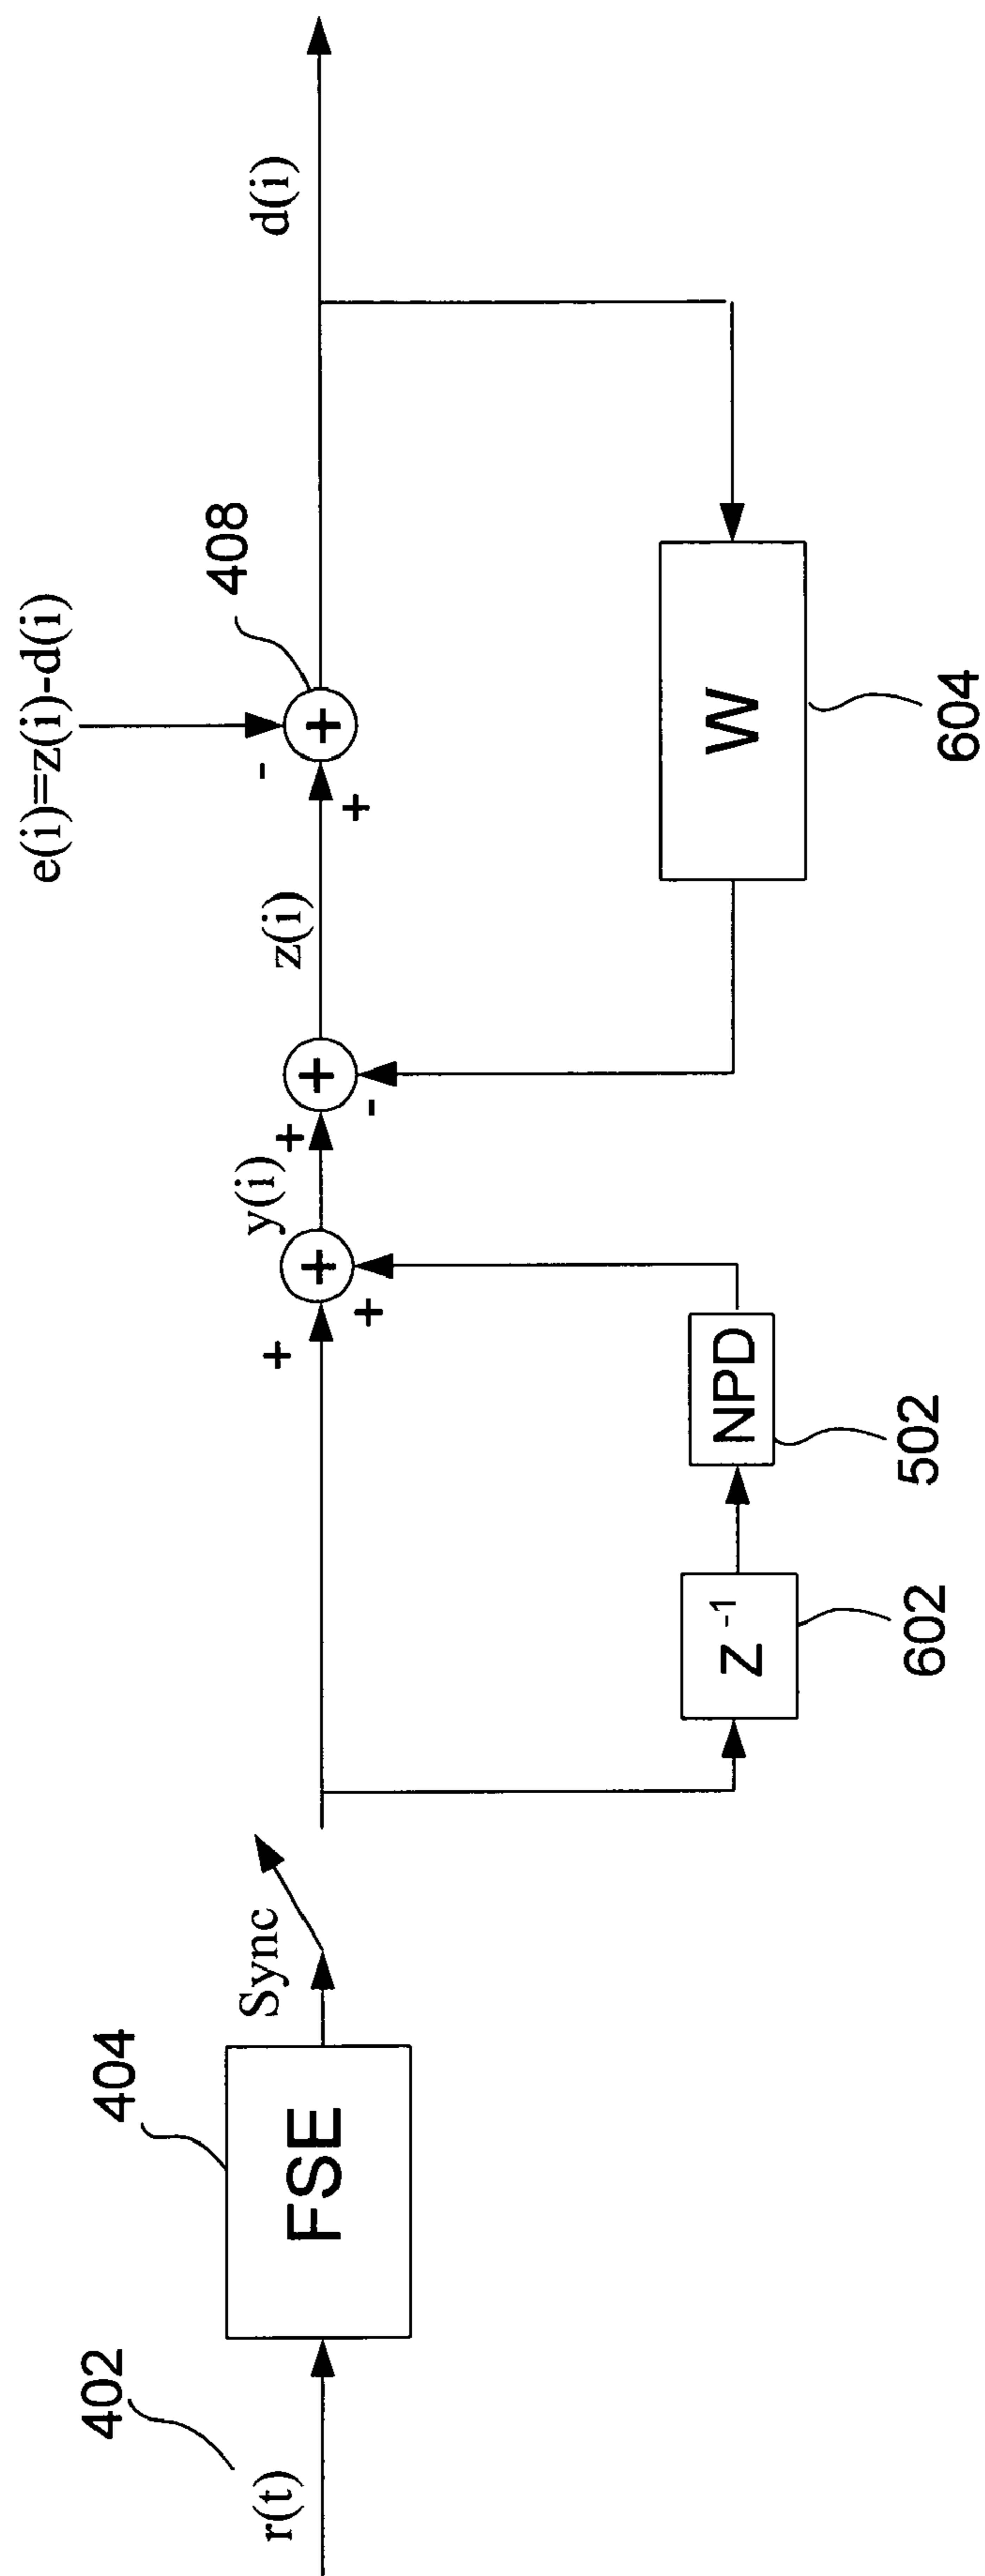 r(t)
402
FSE
404
Sync
Z -1
602
NPD
502
+
+
+
y(i)
+
-
+
z(i)
e(i)=z(i)-d(i)
-
+
+
408
W
604
d(i)